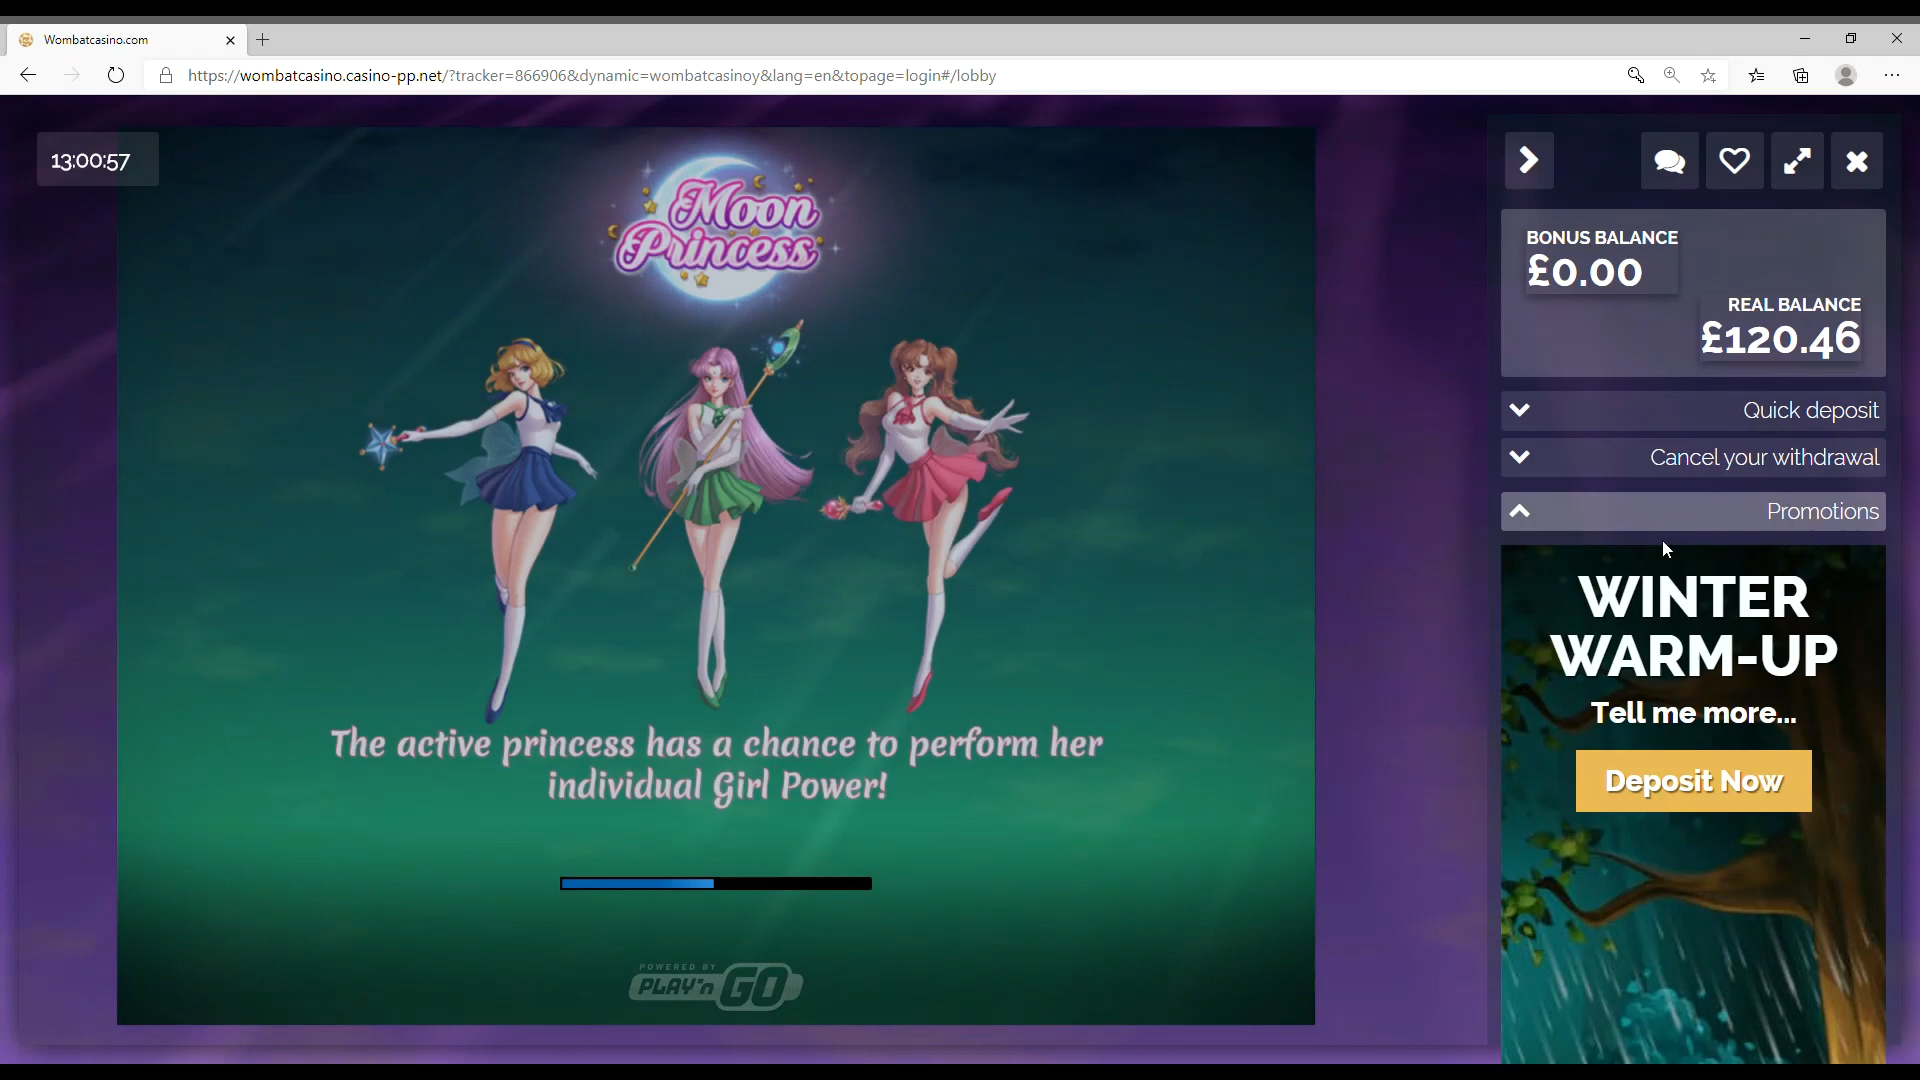 Wombatcasino.com
https://wombatcasino.casino-pp.net/?tracker=866906&dynamic=wombatcasinoy&lang=en&topage=login#/lobby
13:00:57
Moon
Princess
BONUS BALANCE
£0.00
REAL BALANCE
£120.46
Quick deposit
Cancel your withdrawal
Promotions
WINTER
WARM-UP
Tell me more...
Deposit Now
The active princess has a chance to perform her
individual Girl Power!
POWERED BY
PLAY'n GO